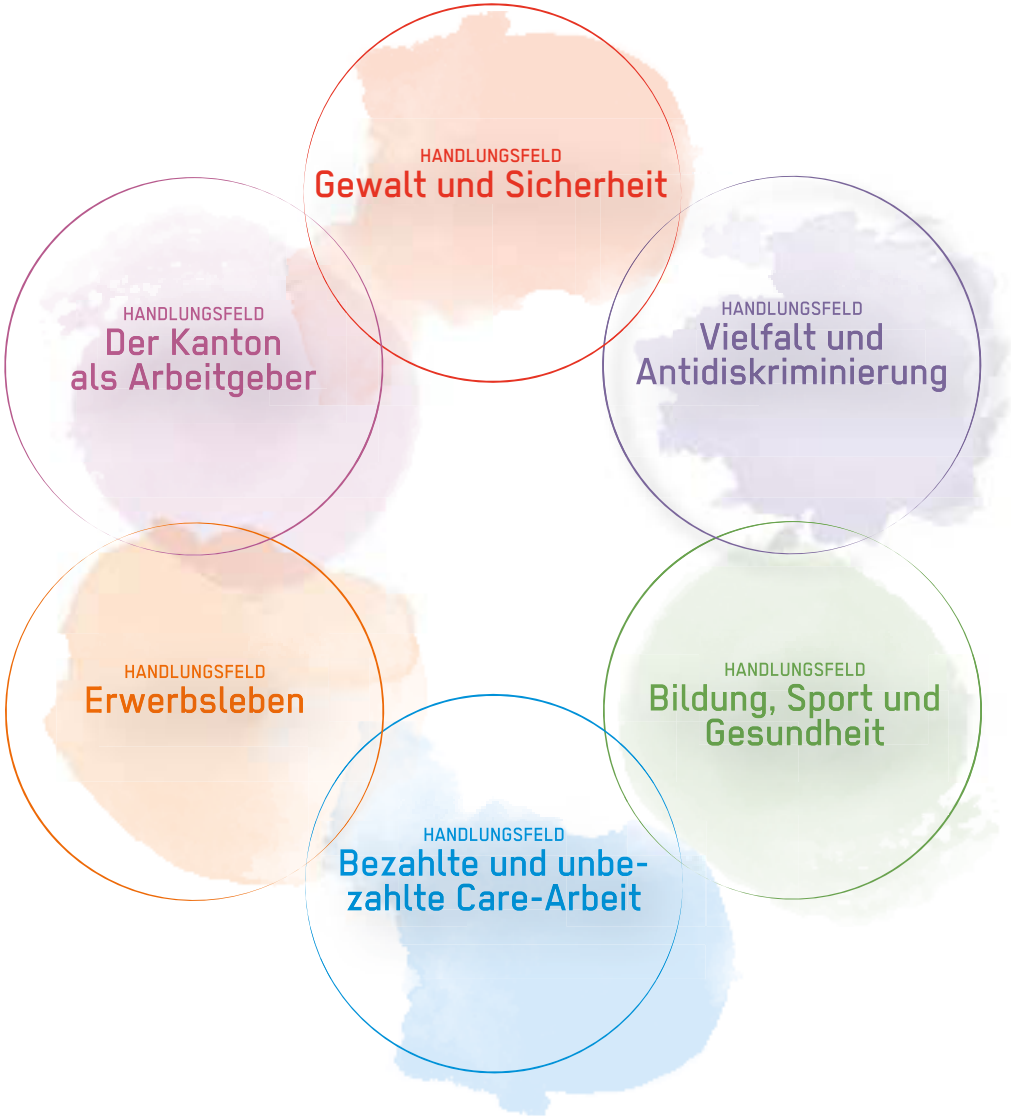 HANDLUNGSFELD
Gewalt und Sicherheit
HANDLUNGSFELD
Vielfalt und
Antidiskriminierung
HANDLUNGSFELD
Der Kanton
als Arbeitgeber
HANDLUNGSFELD
Erwerbsleben
HANDLUNGSFELD
Bildung, Sport und
Gesundheit
HANDLUNGSFELD
Bezahlte und unbe-
zahlte Care-Arbeit